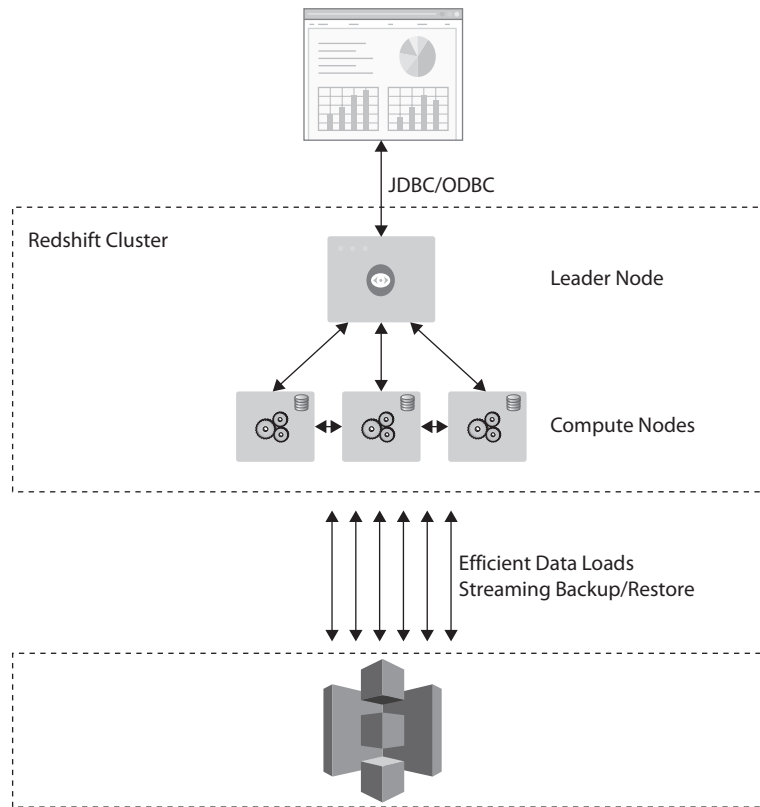 JDBC/ODBC
Redshift Cluster
Leader Node
Compute Nodes
Efficient Data Loads
Streaming Backup/Restore